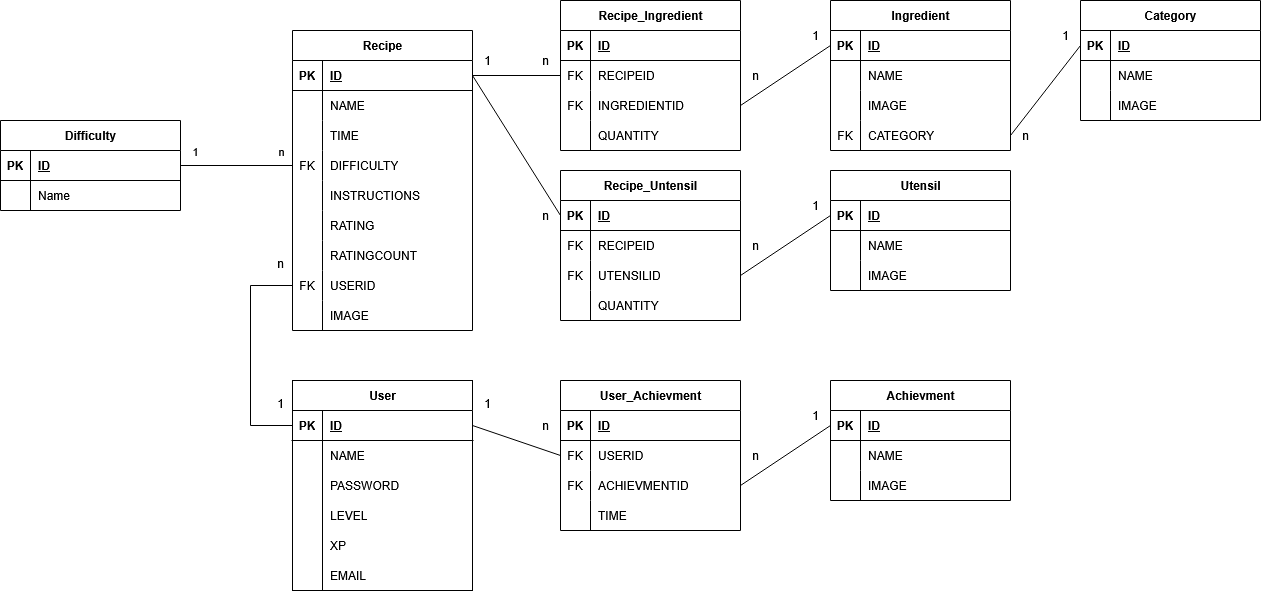 Difficulty
PK ID
Name
1
n
Recipe
PK ID
NAME
TIME
FK DIFFICULTY
INSTRUCTIONS
RATING
RATINGCOUNT
FK USERID
IMAGE
n
1
1
n
n
Recipe_Ingredient
PK ID
FK RECIPEID
FK INGREDIENTID
QUANTITY
n
1
Ingredient
PK ID
NAME
IMAGE
FK CATEGORY
n
1
Category
PK ID
NAME
IMAGE
Recipe_Untensil
PK ID
FK RECIPEID
FK UTENSILID
QUANTITY
n
1
Utensil
PK ID
NAME
IMAGE
User
PK ID
NAME
PASSWORD
LEVEL
XP
EMAIL
1
n
User_Achievment
PK ID
FK USERID
FK ACHIEVMENTID
TIME
n
1
Achievment
PK ID
NAME
IMAGE